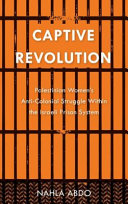 CAPTIVE
REVOLUTION
Palestinian Women's
Anti-Colonial Struggle Within
the Israeli Prison System
NAHLA ABDO